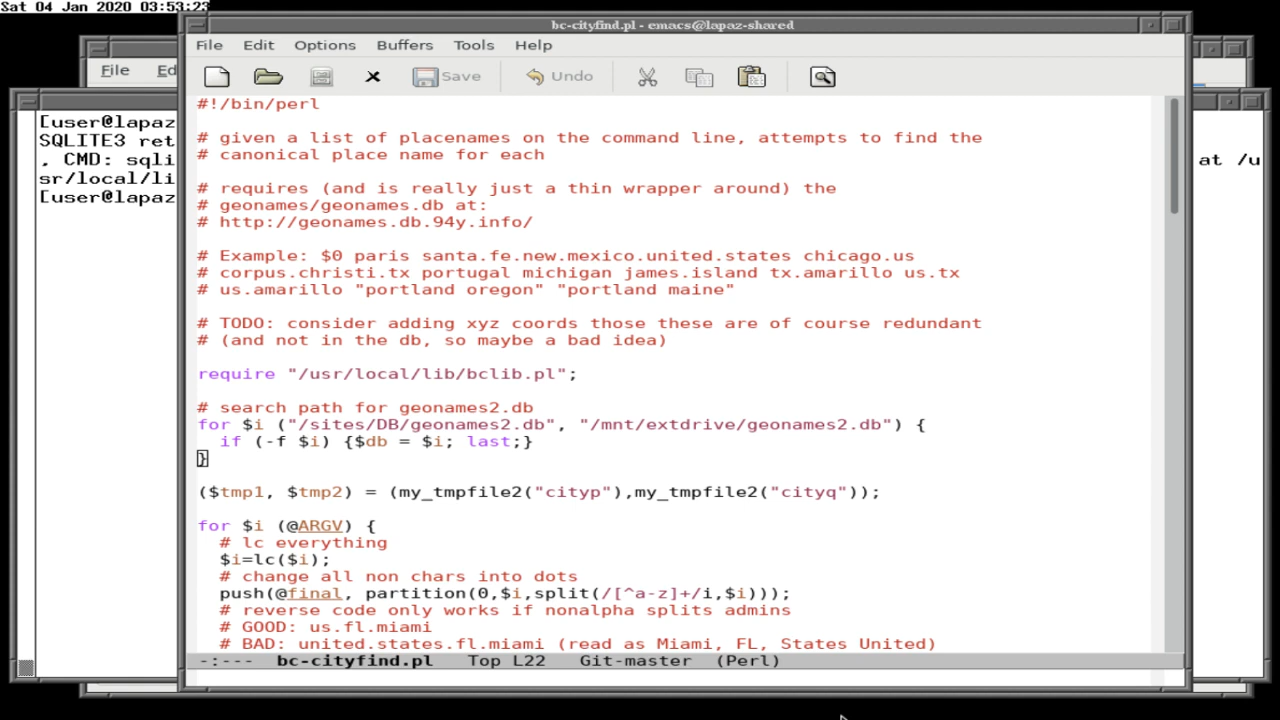 Sat 04 Jan 2020 03:53:23
bc-cityfind.pl - emacs@lapaz-shared
File Edit Options Buffers Tools Help
File Ed
Save Undo
#!/bin/perl
# given a list of placenames on the command line, attempts to find the
# canonical place name for each
# requires (and is really just a thin wrapper around) the
# geonames/geonames.db at:
# http://geonames.db.94y.info/
# Example: $0 paris santa.fe.new.mexico.united.states chicago.us
# corpus.christi.tx portugal michigan james.island tx.amarillo us.tx
# us.amarillo "portland oregon" "portland maine"
# TODO: consider adding xyz coords those these are of course redundant
# (and not in the db, so maybe a bad idea)
require "/usr/local/lib/bclib.pl";
# search path for geonames2.db
for $i ("/sites/DB/geonames2.db", "/mnt/extdrive/geonames2.db") {
  if (-f $i) {$db = $i; last;}
}
($tmp1, $tmp2) = (my_tmpfile2("cityp"),my_tmpfile2("cityq"));
for $i (@ARGV) {
  # lc everything
  $i=lc($i);
  # change all non chars into dots
  push(@final, partition(0,$i,split(/[^a-z]+/i,$i)));
  # reverse code only works if nonalpha splits admins
  # GOOD: us.fl.miami
  # BAD: united.states.fl.miami (read as Miami, FL, States United)
-:--- bc-cityfind.pl Top L22 Git-master (Perl)
[user@lapaz
SQLITE3 ret
, CMD: sqli at /u
sr/local/li
[user@lapaz